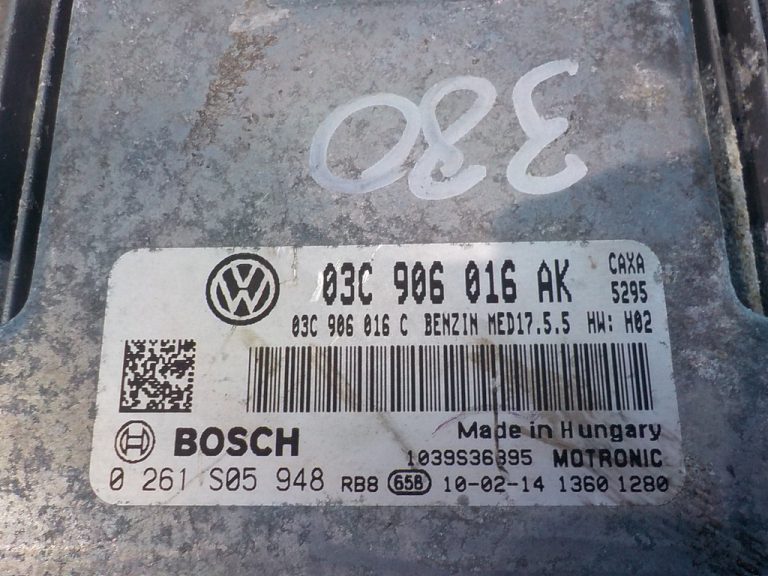 380
03C 906 016 AK CAXA
5295
03C 906 016 C BENZIN MED17.5.5 HW: H02
Made in Hungary
BOSCH 1039S36895 MOTRONIC
0 261 S05 948 RB8 658 10-02-14 1360 1280